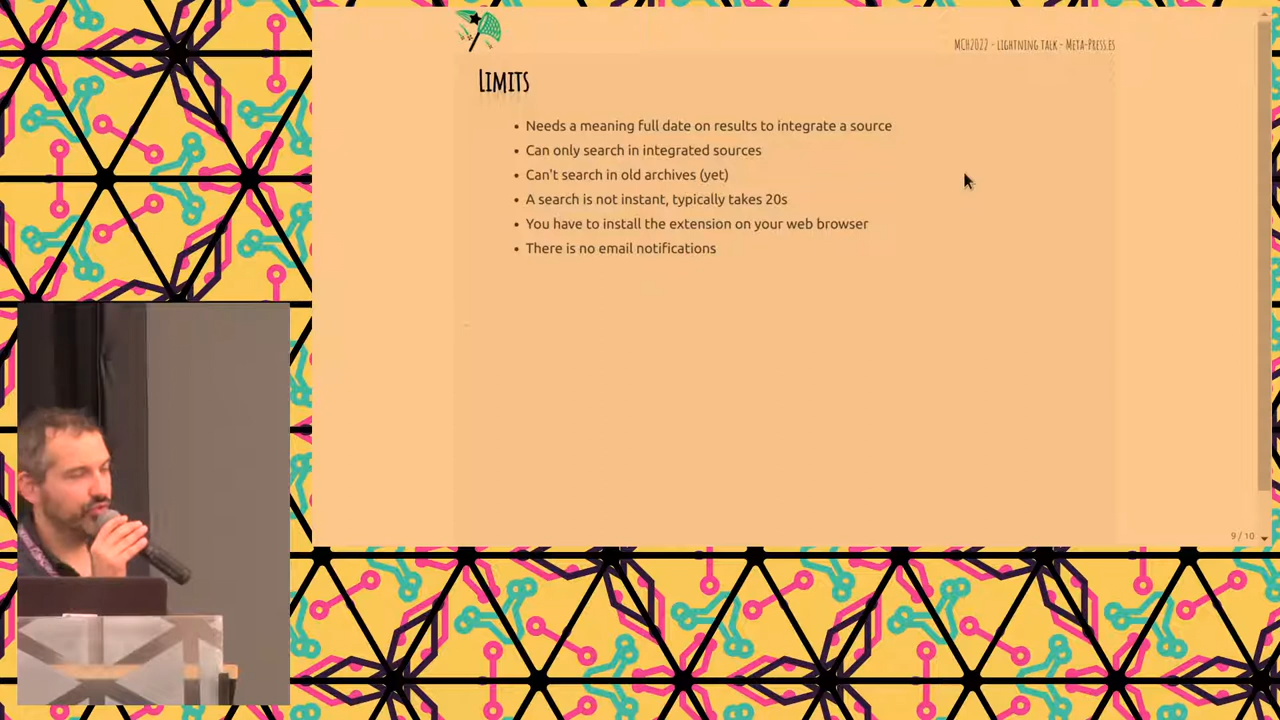 MCH2022 - lightning talk - Meta-Press.es
Limits
• Needs a meaning full date on results to integrate a source
• Can only search in integrated sources
• Can't search in old archives (yet)
• A search is not instant, typically takes 20s
• You have to install the extension on your web browser
• There is no email notifications
9 / 10